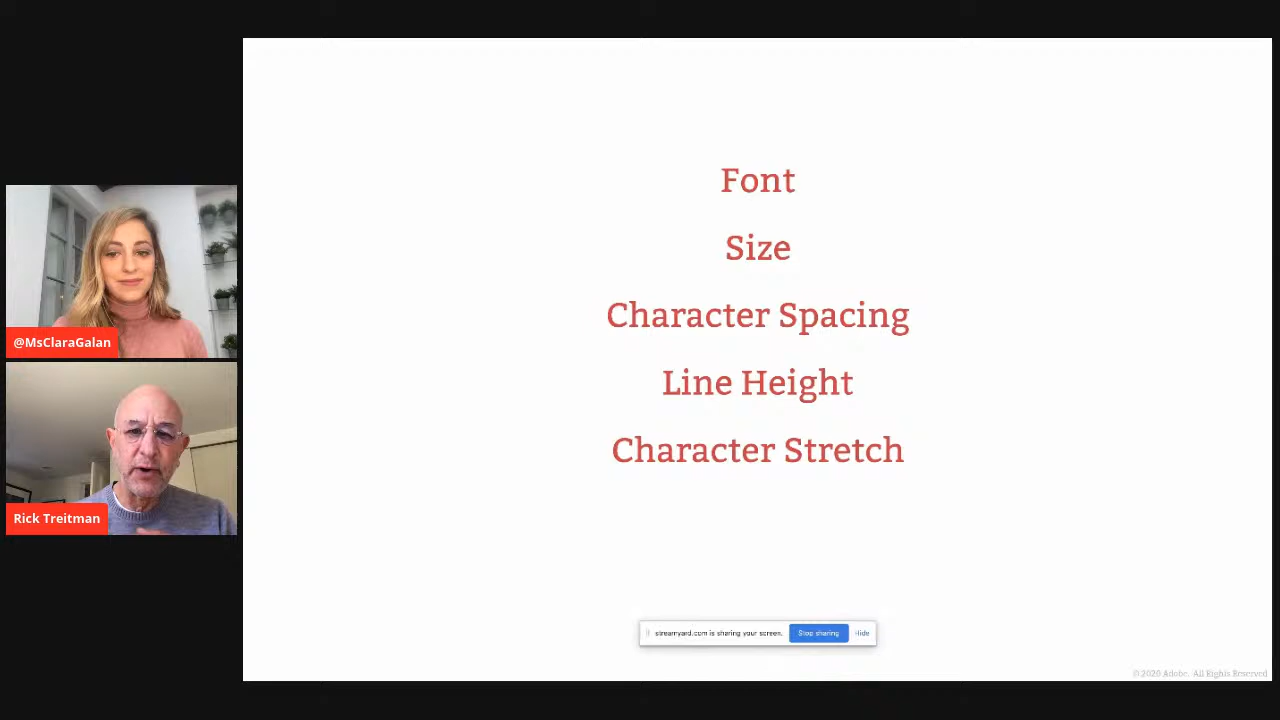 Font
Size
Character Spacing
Line Height
Character Stretch
@MsClaraGalan
Rick Treitman
streamyard.com is sharing your screen.
Stop sharing
Hide
© 2020 Adobe. All Rights Reserved